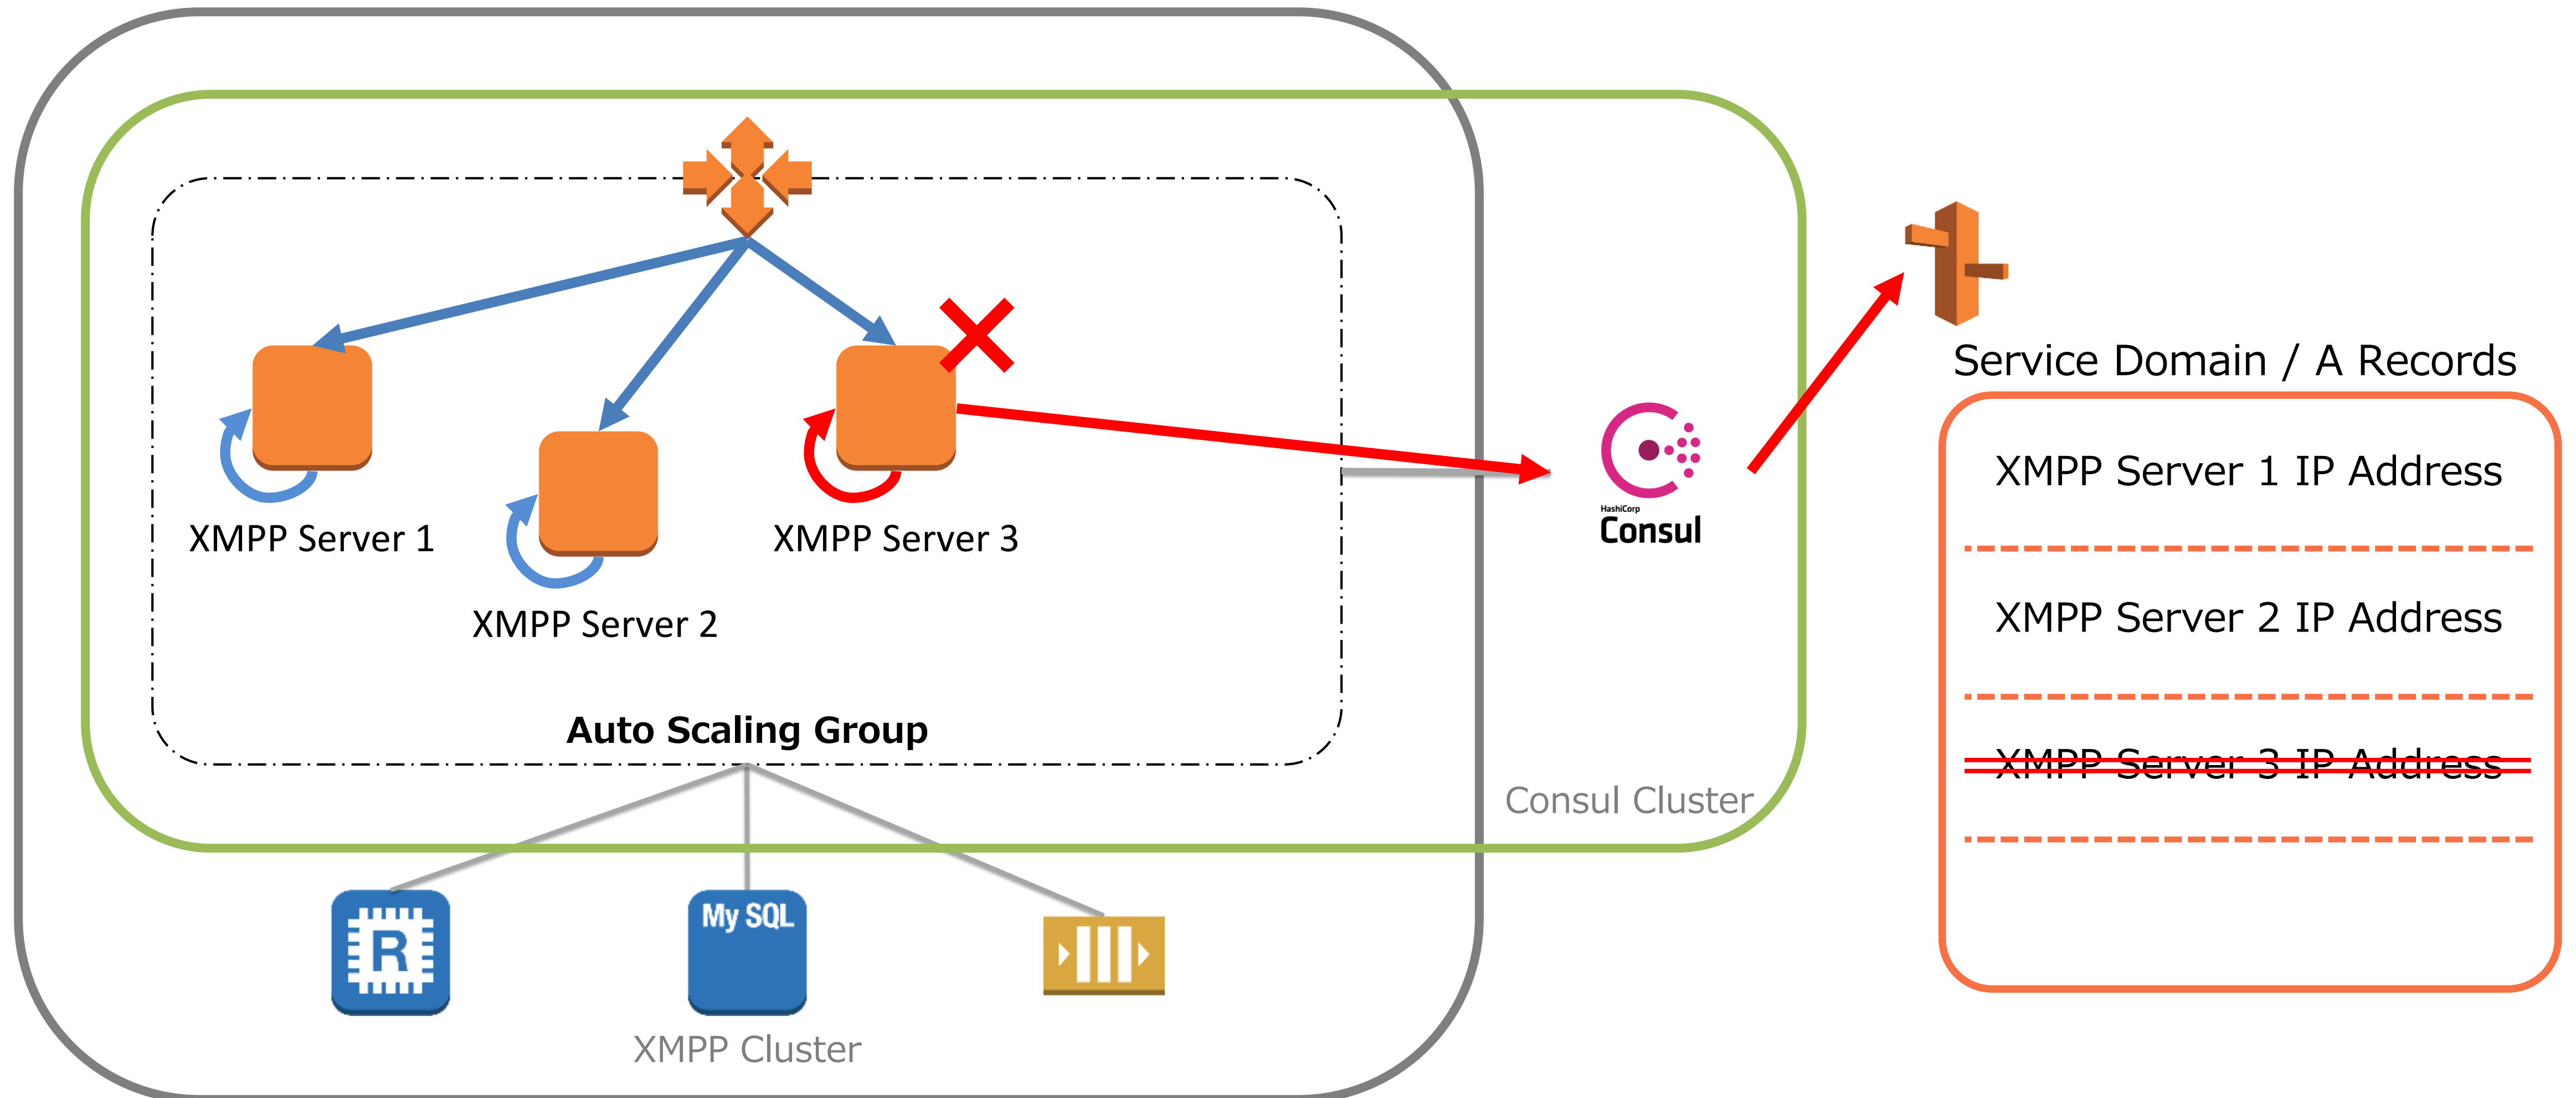 Service Domain / A Records
XMPP Server 1 IP Address
XMPP Server 2 IP Address
XMPP Server 3 IP Address
XMPP Server 1
XMPP Server 2
XMPP Server 3
HashiCorp
Consul
Auto Scaling Group
Consul Cluster
R
My SQL
XMPP Cluster